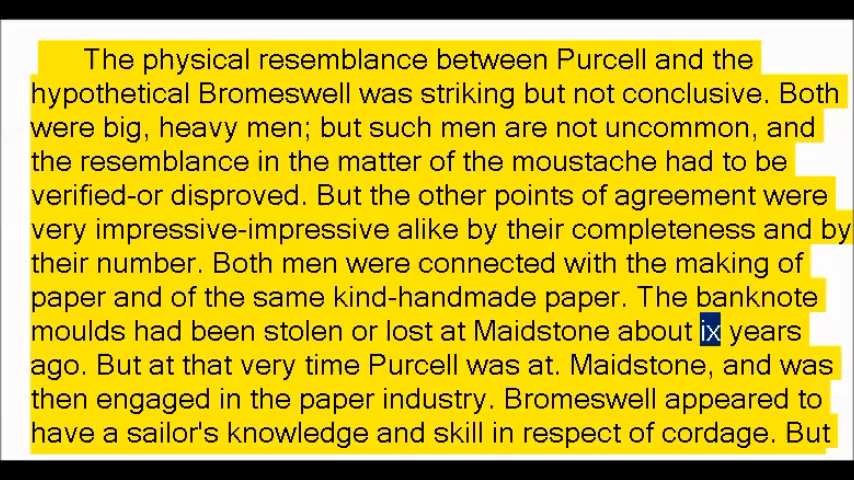 The physical resemblance between Purcell and the
hypothetical Bromeswell was striking but not conclusive. Both
were big, heavy men; but such men are not uncommon, and
the resemblance in the matter of the moustache had to be
verified-or disproved. But the other points of agreement were
very impressive-impressive alike by their completeness and by
their number. Both men were connected with the making of
paper and of the same kind-handmade paper. The banknote
moulds had been stolen or lost at Maidstone about ix years
ago. But at that very time Purcell was at. Maidstone, and was
then engaged in the paper industry. Bromeswell appeared to
have a sailor's knowledge and skill in respect of cordage. But